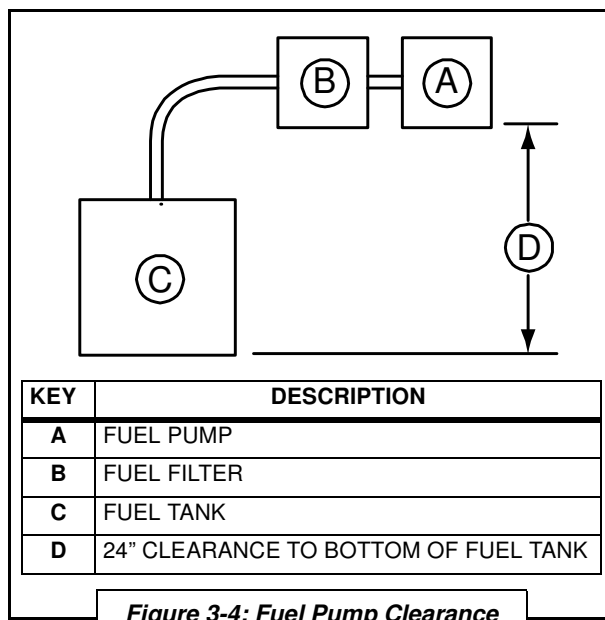 B A
D
C
KEY DESCRIPTION
A FUEL PUMP
B FUEL FILTER
C FUEL TANK
D 24” CLEARANCE TO BOTTOM OF FUEL TANK
Figure 3-4: Fuel Pump Clearance